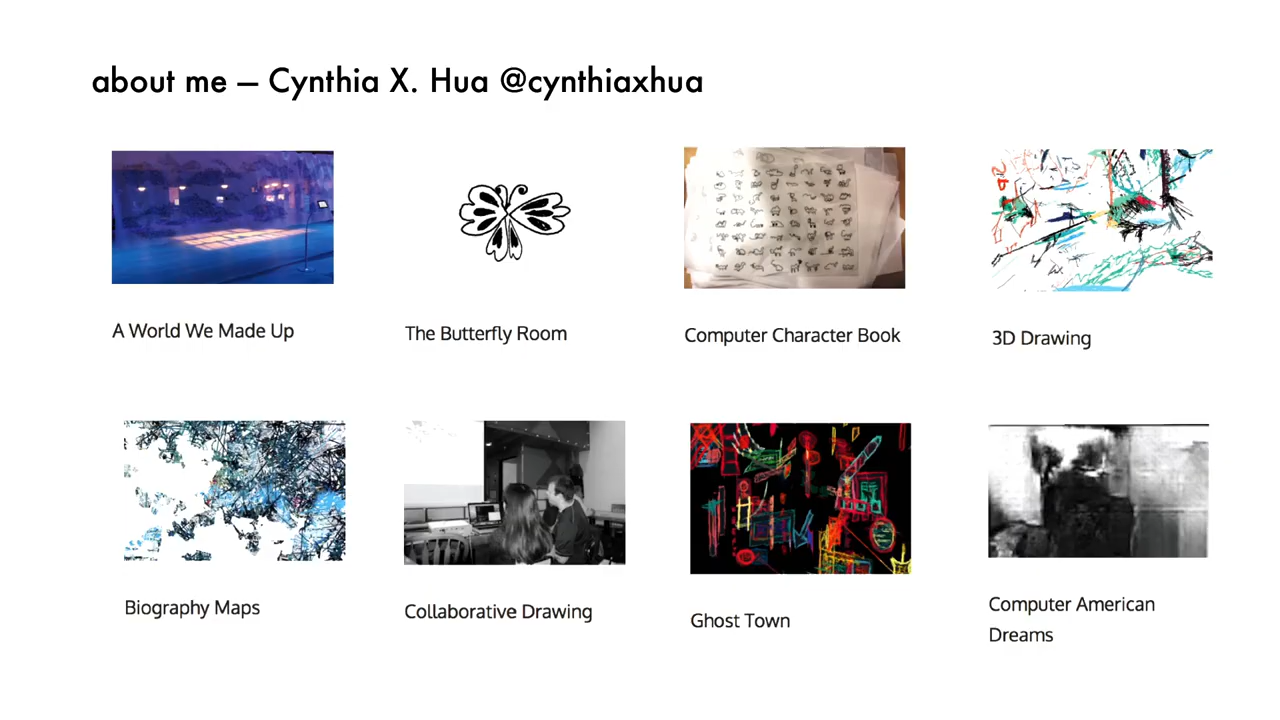 about me — Cynthia X. Hua @cynthiaxhua
A World We Made Up
The Butterfly Room
Computer Character Book
3D Drawing
Biography Maps
Collaborative Drawing
Ghost Town
Computer American
Dreams